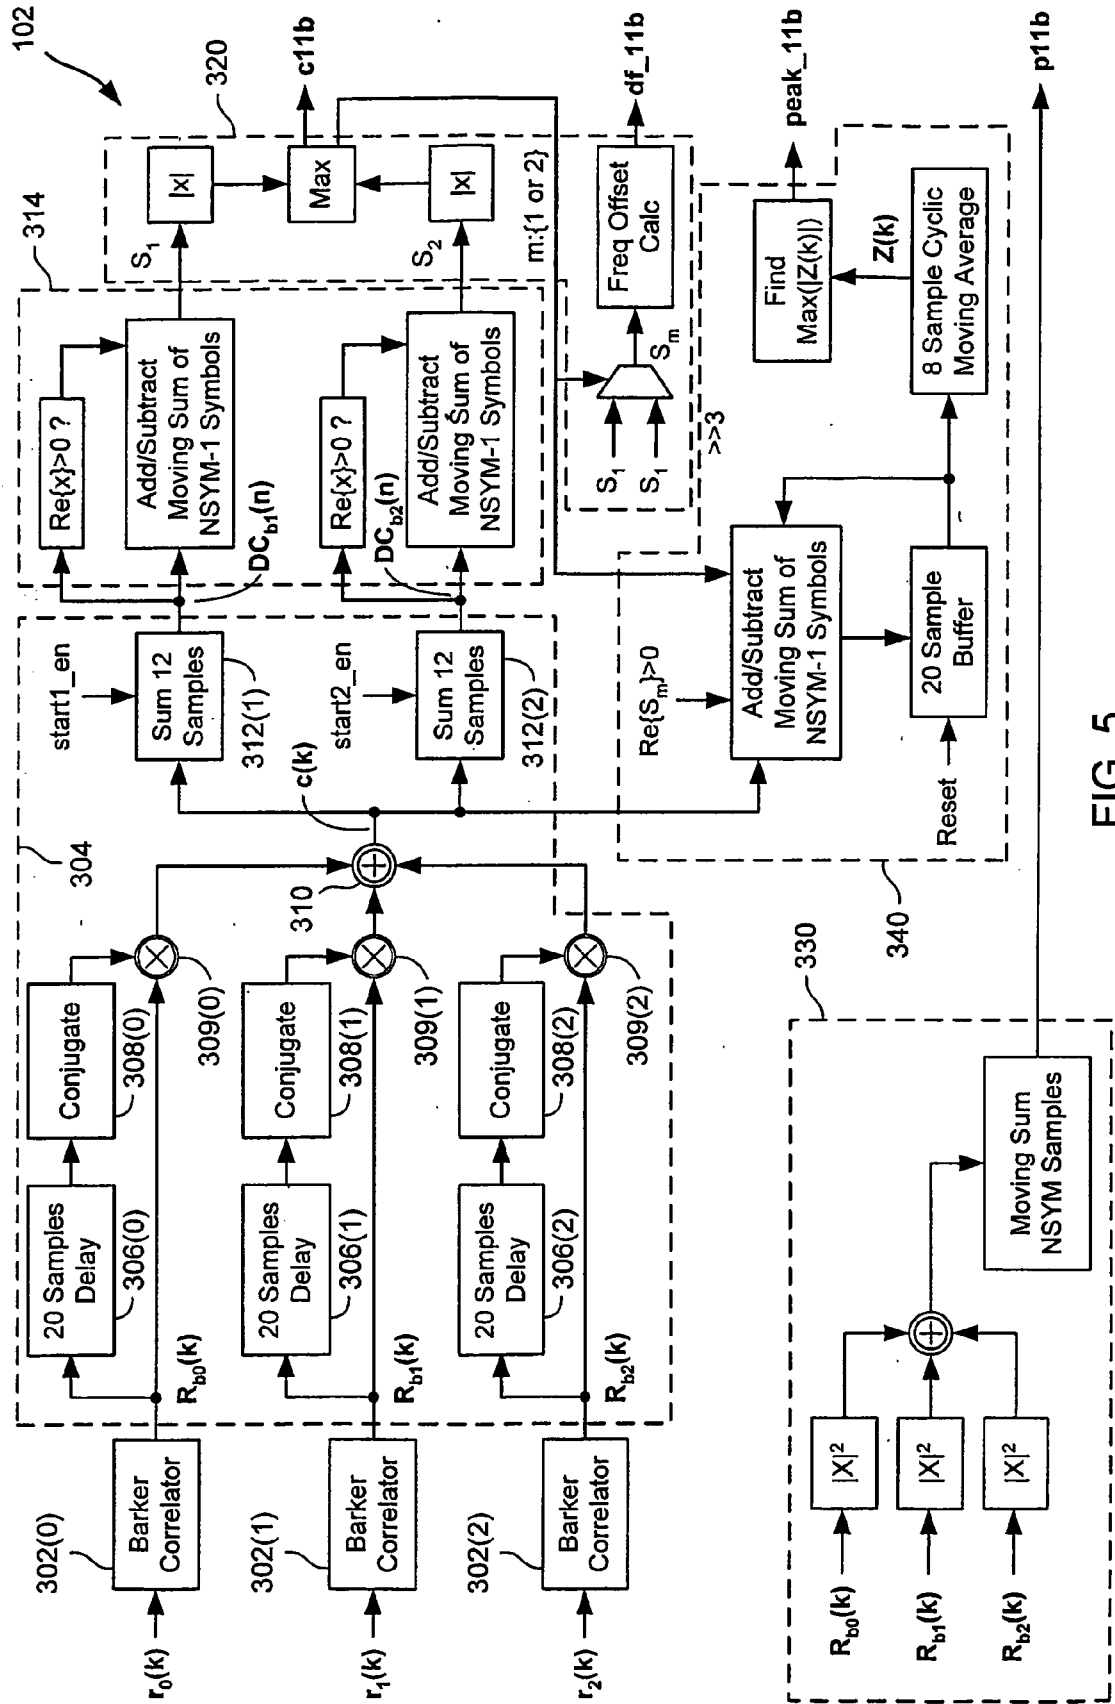 102
304
314
320
302(0)
r0(k)
Barker
Correlator
Rb0(k)
20 Samples
Delay
306(0)
Conjugate
308(0)
309(0)
302(1)
r1(k)
Barker
Correlator
Rb1(k)
20 Samples
Delay
306(1)
Conjugate
308(1)
309(1)
302(2)
r2(k)
Barker
Correlator
Rb2(k)
20 Samples
Delay
306(2)
Conjugate
308(2)
309(2)
310
c(k)
start1_en
Sum 12
Samples
312(1)
start2_en
Sum 12
Samples
312(2)
Re{x}>0 ?
Add/Subtract
Moving Sum of
NSYM-1 Symbols
DCb1(n)
Re{x}>0 ?
Add/Subtract
Moving Sum of
NSYM-1 Symbols
DCb2(n)
S1
|x|
Max
c11b
S2
|x|
m:{1 or 2}
S1
S1
Sm
Freq Offset
Calc
df_11b
>>3
Re{Sm}>0
Add/Subtract
Moving Sum of
NSYM-1 Symbols
Reset
20 Sample
Buffer
8 Sample Cyclic
Moving Average
Z(k)
Find
Max(|Z(k)|)
peak_11b
340
330
Rb0(k)
|X|²
Rb1(k)
|X|²
Rb2(k)
|X|²
Moving Sum
NSYM Samples
p11b
FIG. 5